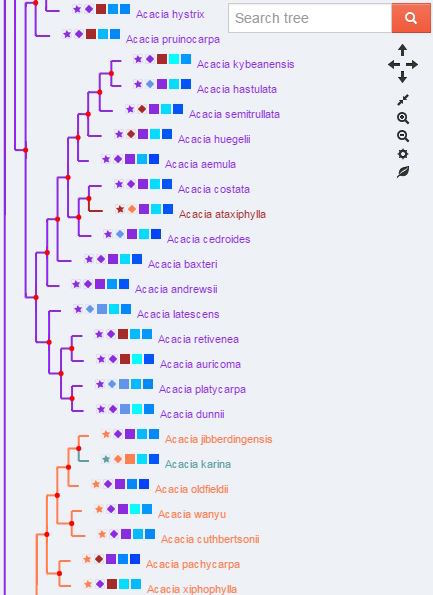 Search tree
Acacia hystrix
Acacia pruinocarpa
Acacia kybeanensis
Acacia hastulata
Acacia semitrullata
Acacia huegelii
Acacia aemula
Acacia costata
Acacia ataxiphylla
Acacia cedroides
Acacia baxteri
Acacia andrewsii
Acacia latescens
Acacia retivenea
Acacia auricoma
Acacia platycarpa
Acacia dunnii
Acacia jibberdingensis
Acacia karina
Acacia oldfieldii
Acacia wanyu
Acacia cuthbertsonii
Acacia pachycarpa
Acacia xiphophylla